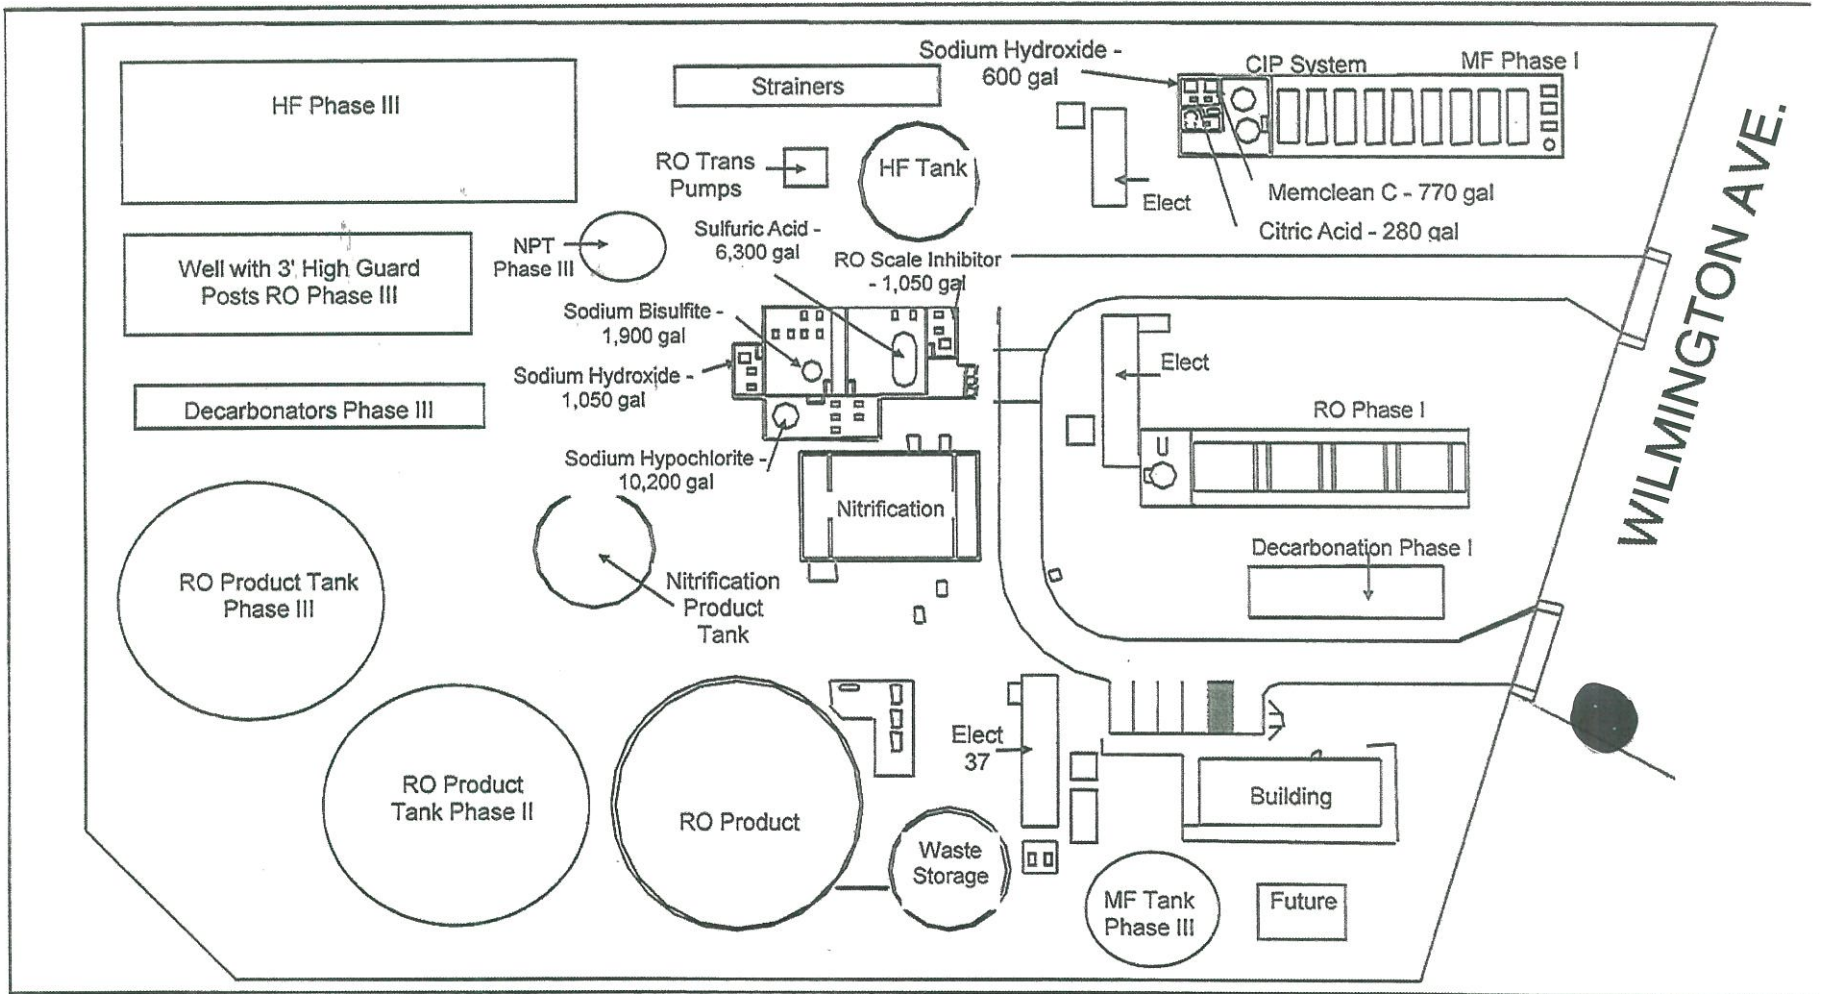 Sodium Hydroxide -
600 gal
CIP System
MF Phase I
HF Phase III
Strainers
RO Trans
Pumps
HF Tank
Elect
Memclean C - 770 gal
Citric Acid - 280 gal
WILMINGTON AVE.
NPT
Phase III
Sulfuric Acid -
6,300 gal
RO Scale Inhibitor
- 1,050 gal
Well with 3' High Guard
Posts RO Phase III
Sodium Bisulfite -
1,900 gal
Sodium Hydroxide -
1,050 gal
Elect
Decarbonators Phase III
RO Phase I
Sodium Hypochlorite -
10,200 gal
Nitrification
Decarbonation Phase I
RO Product Tank
Phase III
Nitrification
Product
Tank
Elect
37
RO Product
Tank Phase II
RO Product
Building
Waste
Storage
MF Tank
Phase III
Future